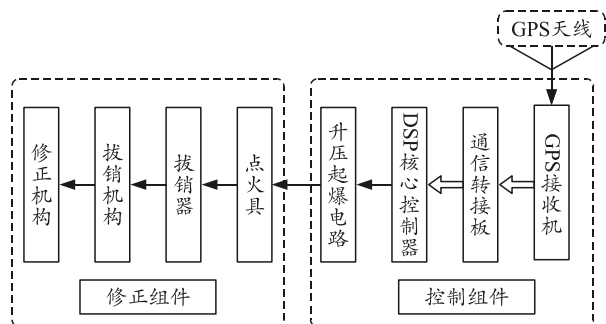 GPS天线
修正机构
拔销机构
拔销器
点火具
升压起爆电路
DSP核心控制器
通信转接板
GPS接收机
修正组件
控制组件